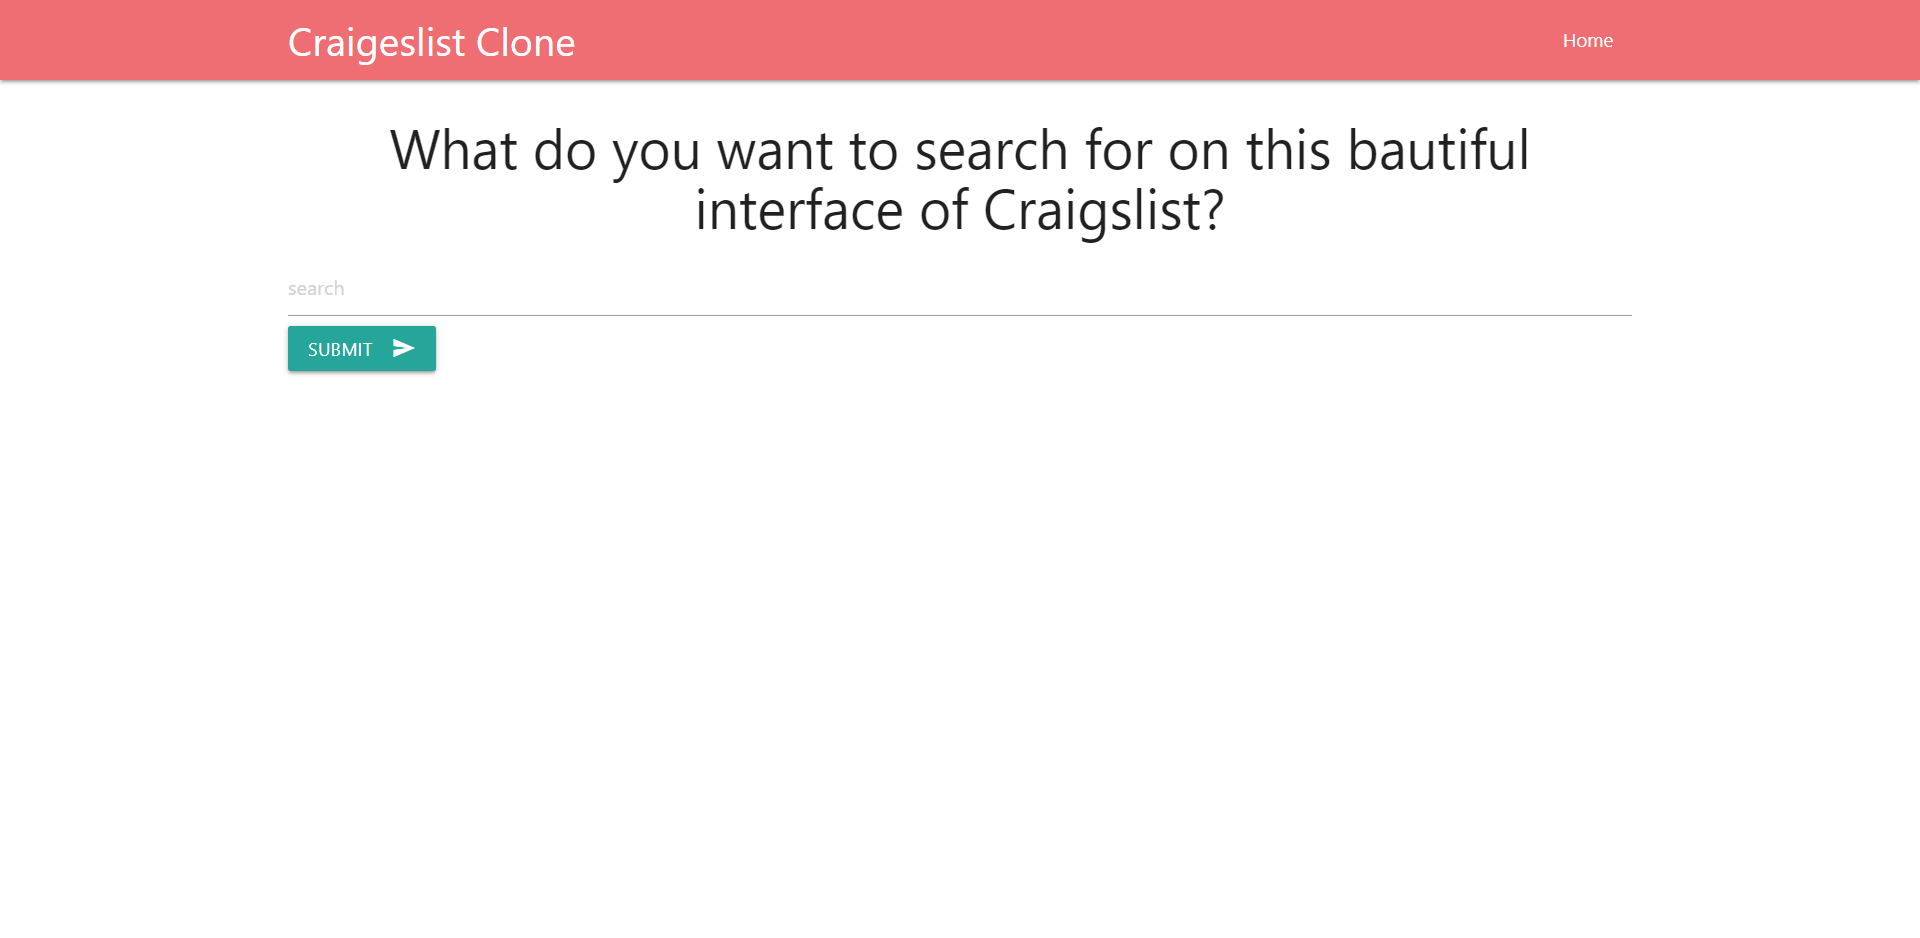 Craigeslist Clone
Home
What do you want to search for on this bautiful
interface of Craigslist?
search
SUBMIT